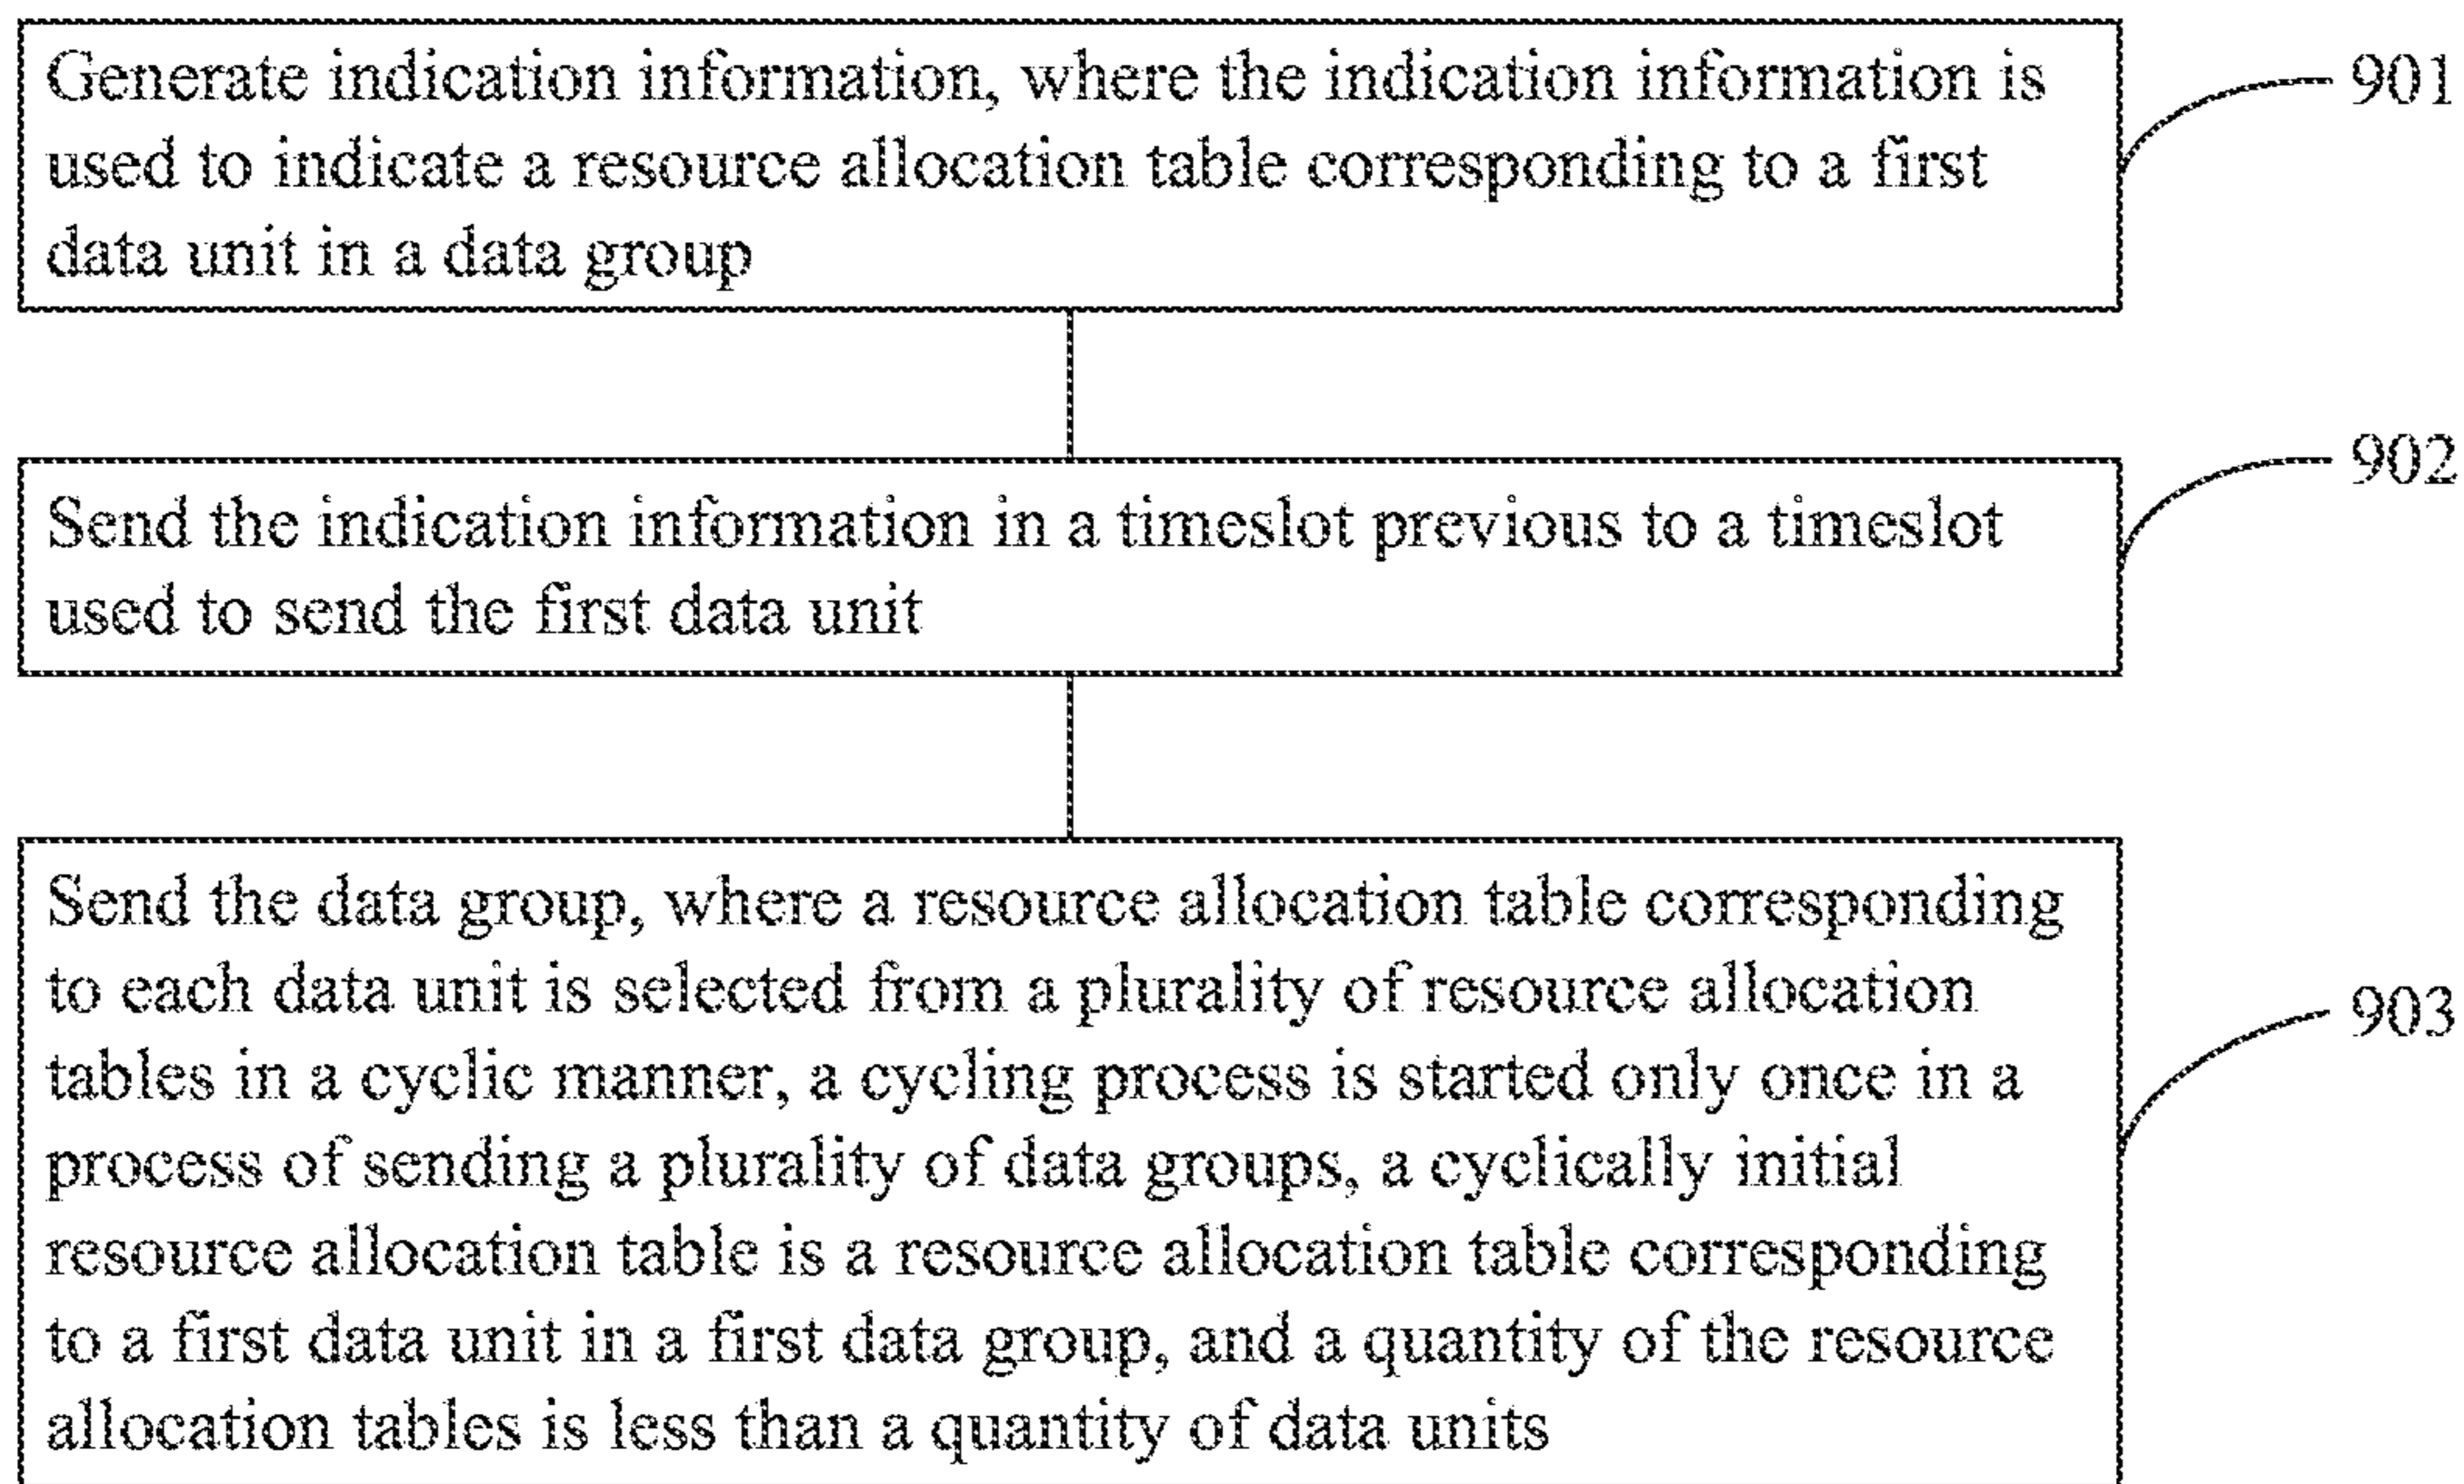 Generate indication information, where the indication information is
used to indicate a resource allocation table corresponding to a first
data unit in a data group
901
Send the indication information in a timeslot previous to a timeslot
used to send the first data unit
902
Send the data group, where a resource allocation table corresponding
to each data unit is selected from a plurality of resource allocation
tables in a cyclic manner, a cycling process is started only once in a
process of sending a plurality of data groups, a cyclically initial
resource allocation table is a resource allocation table corresponding
to a first data unit in a first data group, and a quantity of the resource
allocation tables is less than a quantity of data units
903